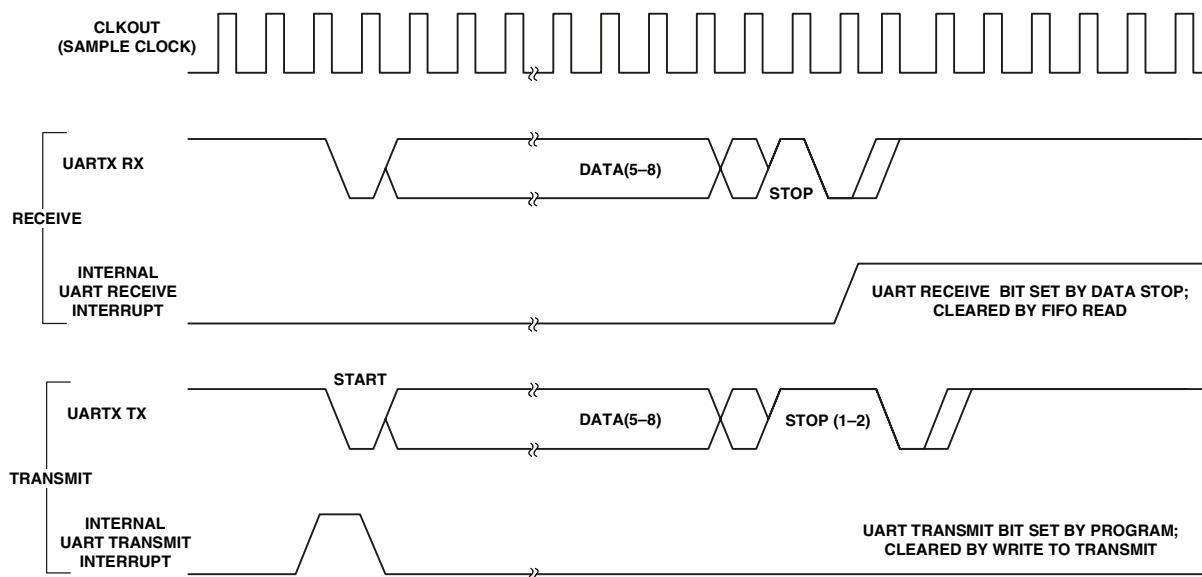 CLKOUT
(SAMPLE CLOCK)
UARTX RX
DATA(5–8)
STOP
RECEIVE
INTERNAL
UART RECEIVE
INTERRUPT
UART RECEIVE BIT SET BY DATA STOP;
CLEARED BY FIFO READ
START
UARTX TX
DATA(5–8)
STOP (1–2)
TRANSMIT
INTERNAL
UART TRANSMIT
INTERRUPT
UART TRANSMIT BIT SET BY PROGRAM;
CLEARED BY WRITE TO TRANSMIT